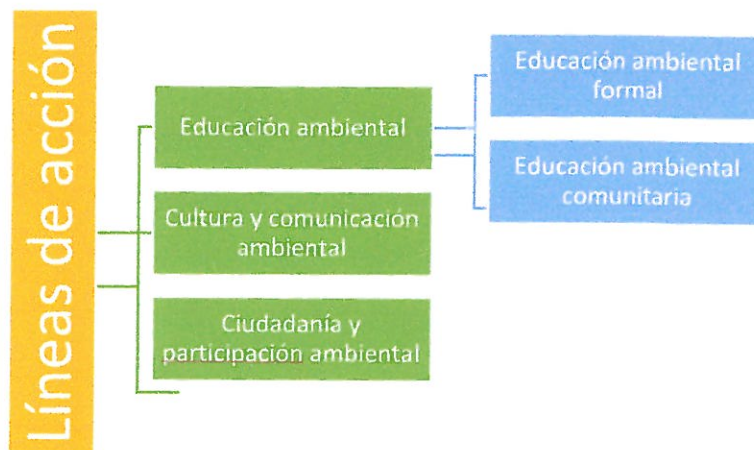 Líneas de acción
Educación ambiental
Cultura y comunicación
ambiental
Ciudadanía y
participación ambiental
Educación ambiental
formal
Educación ambiental
comunitaria